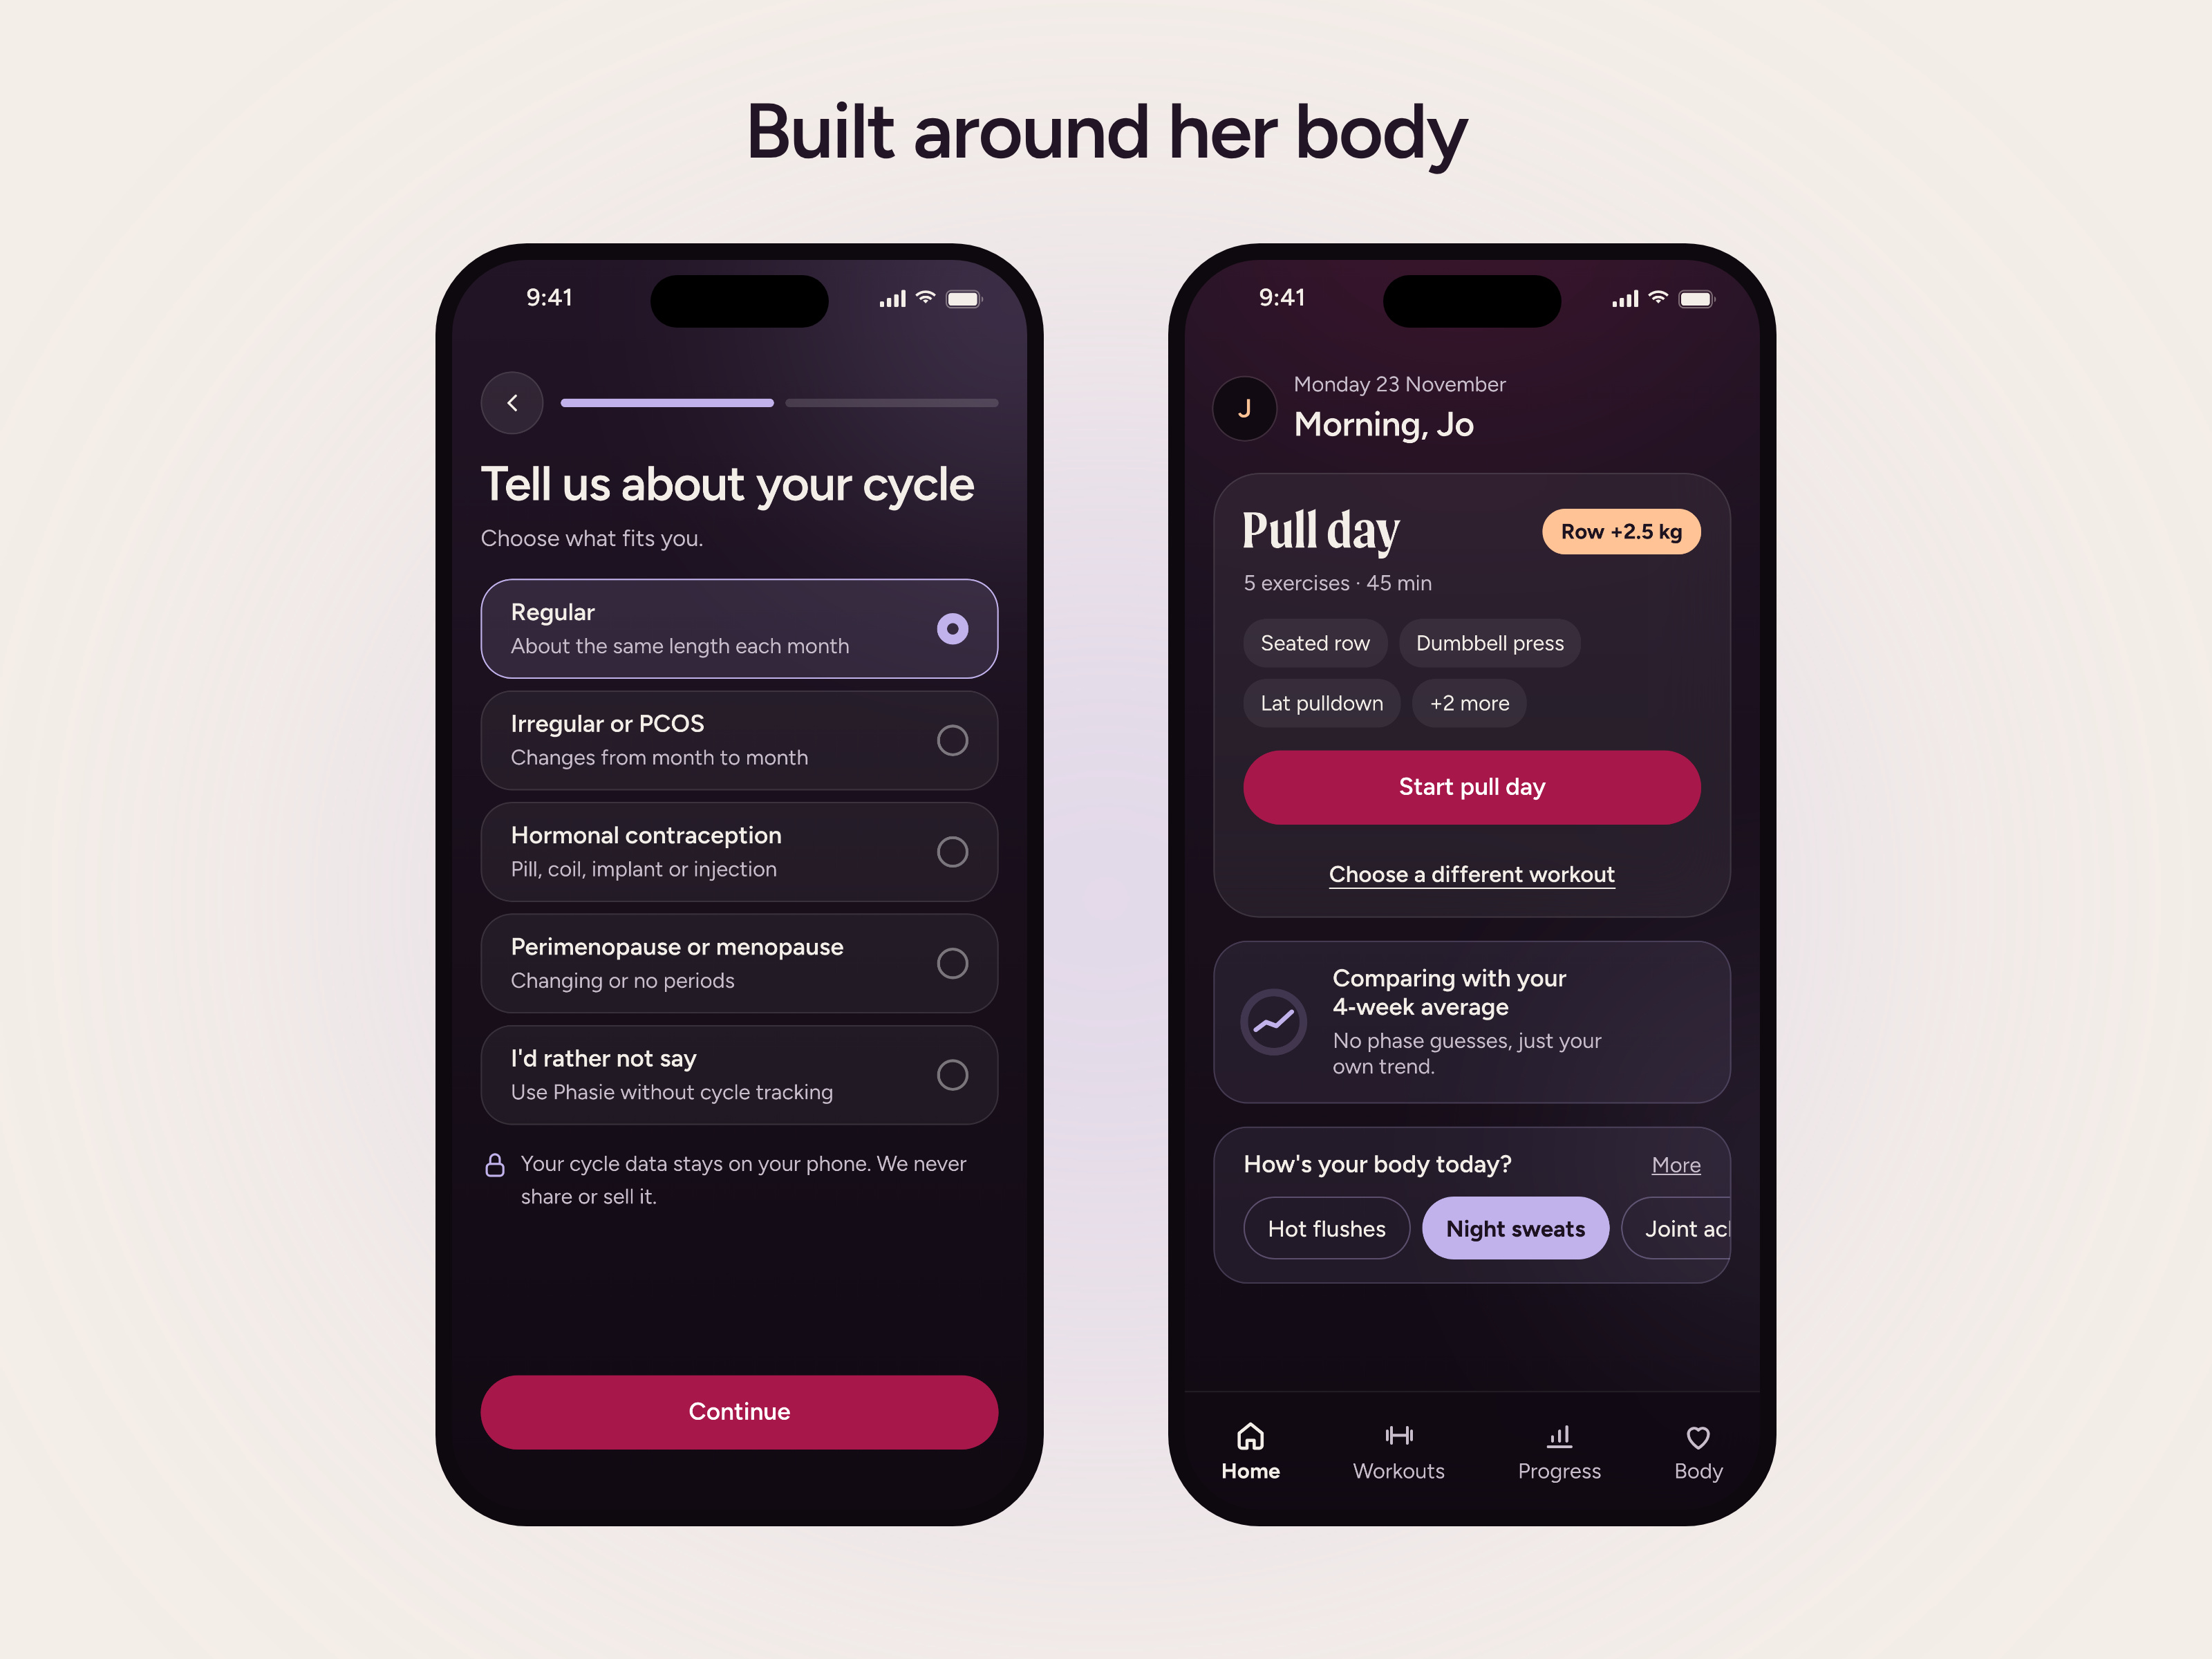 Built around her body
9:41
Tell us about your cycle
Choose what fits you.
Regular
About the same length each month
Irregular or PCOS
Changes from month to month
Hormonal contraception
Pill, coil, implant or injection
Perimenopause or menopause
Changing or no periods
I'd rather not say
Use Phasie without cycle tracking
Your cycle data stays on your phone. We never
share or sell it.
Continue
9:41
J
Monday 23 November
Morning, Jo
Pull day
Row +2.5 kg
5 exercises · 45 min
Seated row
Dumbbell press
Lat pulldown
+2 more
Start pull day
Choose a different workout
Comparing with your
4-week average
No phase guesses, just your
own trend.
How's your body today?
More
Hot flushes
Night sweats
Joint
Home
Workouts
Progress
Body